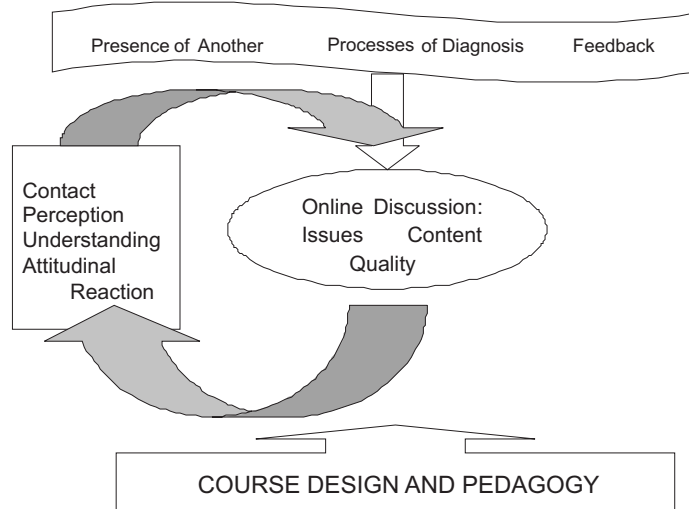 Presence of Another Processes of Diagnosis Feedback
Contact
Perception
Understanding
Attitudinal
Reaction
Online Discussion:
Issues Content
Quality
COURSE DESIGN AND PEDAGOGY